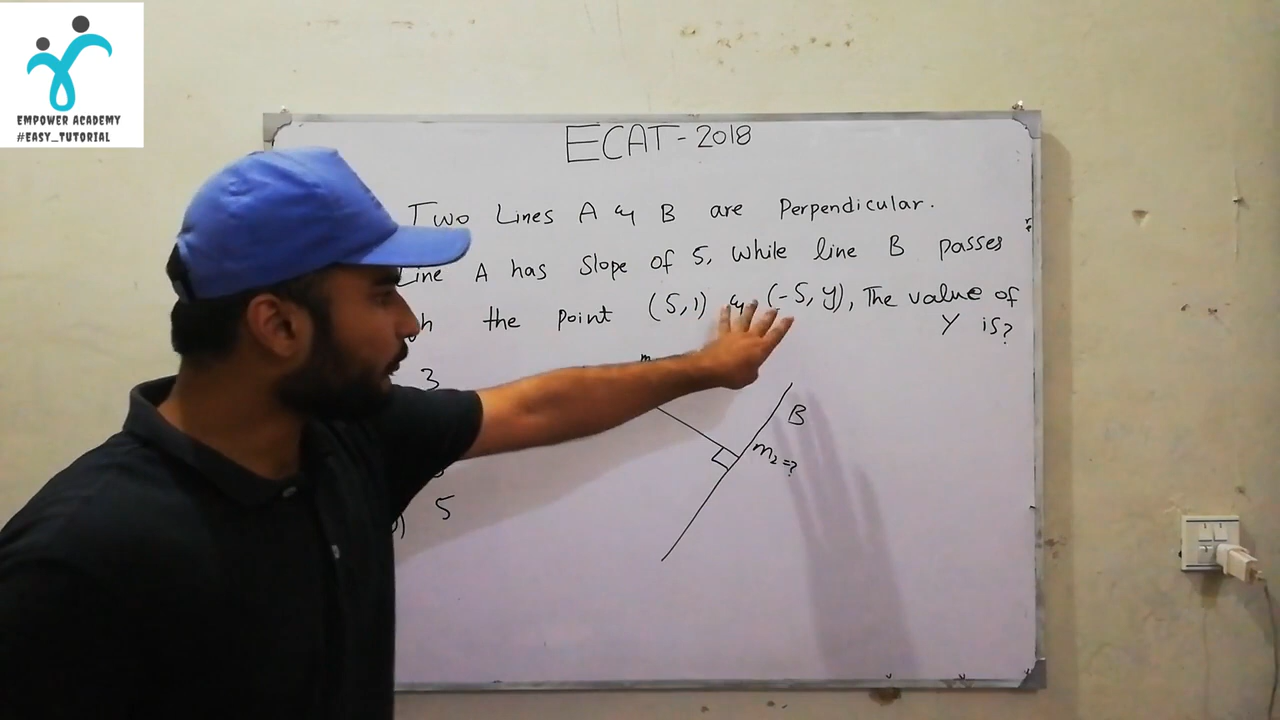 EMPOWER ACADEMY
#EASY_TUTORIAL
ECAT-2018
Two Lines A & B are Perpendicular.
Line A has Slope of 5, While line B passes
the point (5,1) & (-5, y), The value of
Y is?
3
B
m2=?
5